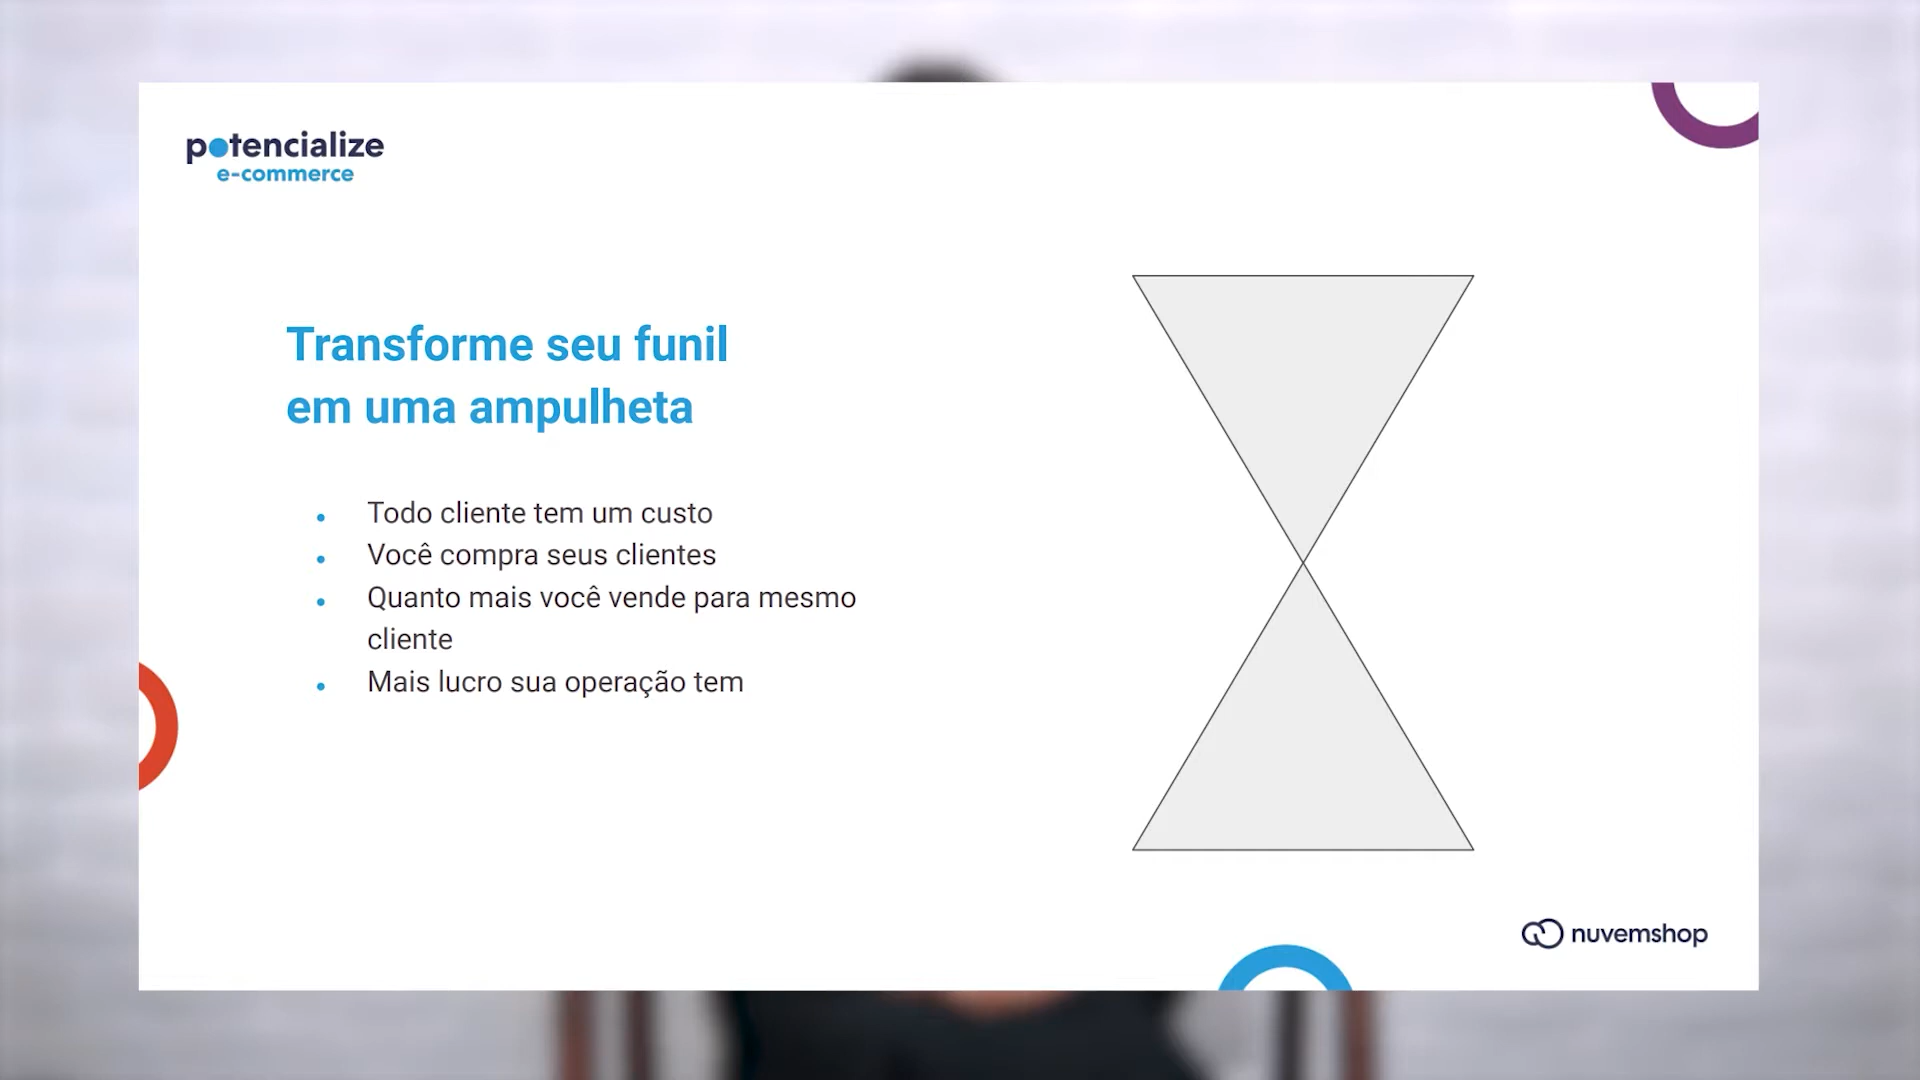 potencialize
e-commerce
Transforme seu funil
em uma ampulheta
Todo cliente tem um custo
Você compra seus clientes
Quanto mais você vende para mesmo
cliente
Mais lucro sua operação tem
nuvemshop